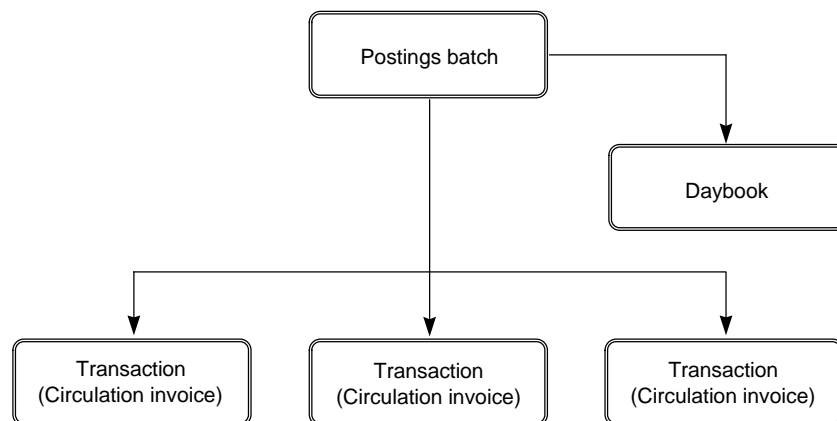 Postings batch
Daybook
Transaction
(Circulation invoice)
Transaction
(Circulation invoice)
Transaction
(Circulation invoice)